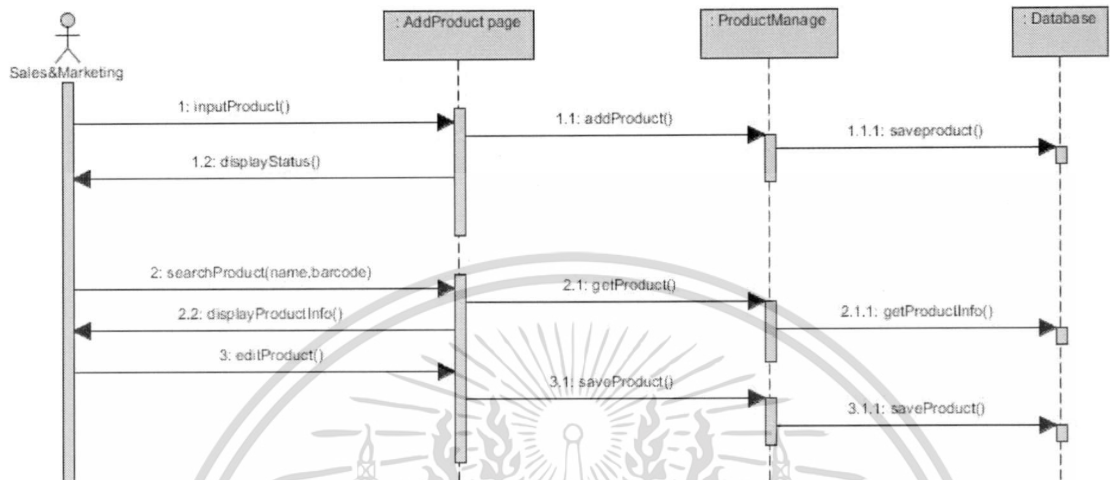 : AddProduct page
: ProductManage
: Database
Sales&Marketing
1: inputProduct()
1.1: addProduct()
1.1.1: saveproduct()
1.2: displayStatus()
2: searchProduct(name,barcode)
2.1: getProduct()
2.1.1: getProductInfo()
2.2: displayProductInfo()
3: editProduct()
3.1: saveProduct()
3.1.1: saveProduct()